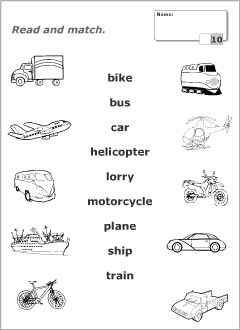 Name:
10
Read and match.
bike
bus
car
helicopter
lorry
motorcycle
plane
ship
train